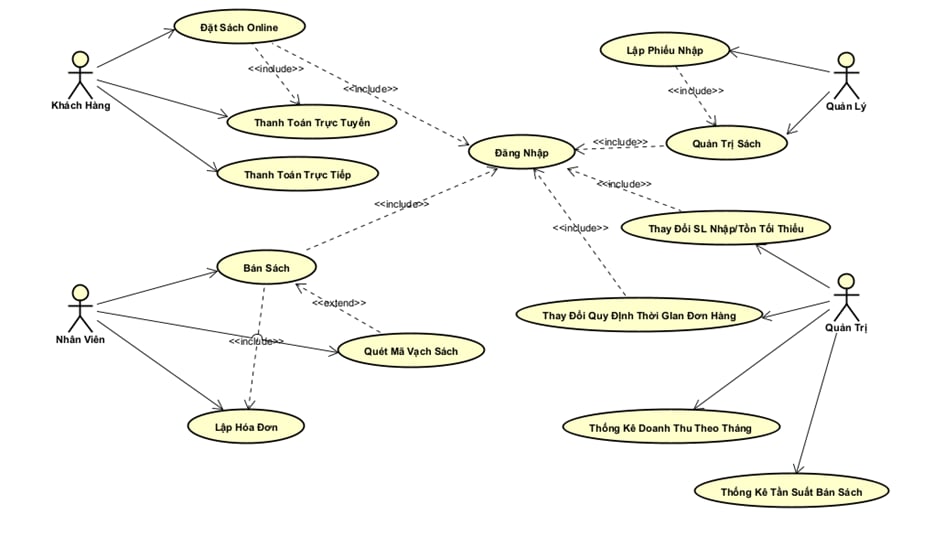 Đặt Sách Online
Lập Phiếu Nhập
<<include>>
<<include>>
<<include>>
Khách Hàng
Quản Lý
Thanh Toán Trực Tuyến
Đăng Nhập
<<include>>
Quản Trị Sách
Thanh Toán Trực Tiếp
<<include>>
<<include>>
<<include>>
Thay Đổi SL Nhập/Tồn Tối Thiểu
Bán Sách
<<extend>>
Thay Đổi Quy Định Thời Gian Đơn Hàng
Quản Trị
Nhân Viên
<<include>>
Quét Mã Vạch Sách
Lập Hóa Đơn
Thống Kê Doanh Thu Theo Tháng
Thống Kê Tần Suất Bán Sách